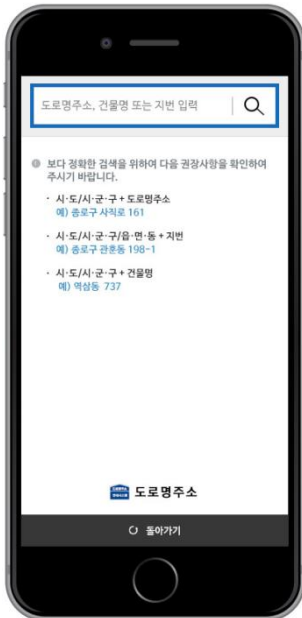 도로명주소, 건물명 또는 지번 입력
보다 정확한 검색을 위하여 다음 권장사항을 확인하여
주시기 바랍니다.
· 시·도/시·군·구 + 도로명주소
예) 종로구 사직로 161
· 시·도/시·군·구/읍·면·동 + 지번
예) 종로구 관훈동 198-1
· 시·도/시·군·구 + 건물명
예) 역삼동 737
도로명주소
돌아가기